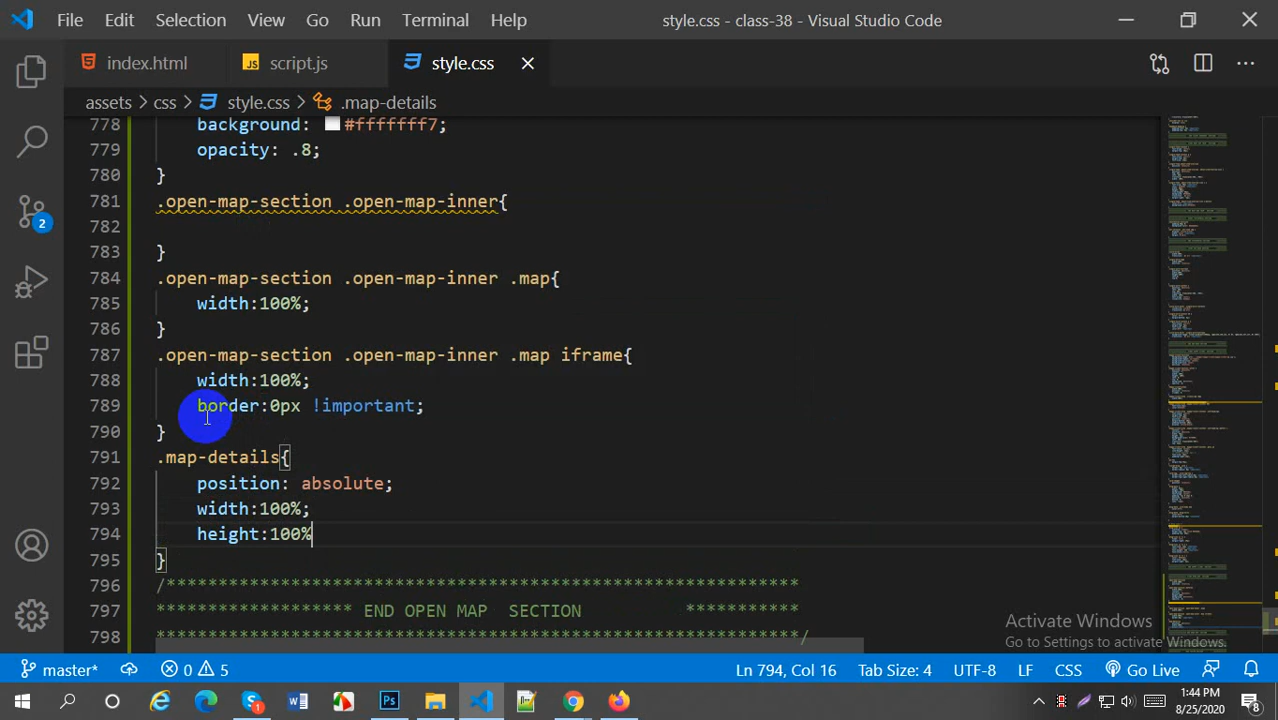 File Edit Selection View Go Run Terminal Help style.css - class-38 - Visual Studio Code
index.html JS script.js style.css
assets > css > style.css > .map-details
778 background: #fffffff7;
779 opacity: .8;
780 }
781 .open-map-section .open-map-inner{
782
783 }
784 .open-map-section .open-map-inner .map{
785 width:100%;
786 }
787 .open-map-section .open-map-inner .map iframe{
788 width:100%;
789 border:0px !important;
790 }
791 .map-details{
792 position: absolute;
793 width:100%;
794 height:100%
795 }
796 /************************************************************
797 ****************** END OPEN MAP SECTION ***********
798 ************************************************************/
2
Activate Windows
Go to Settings to activate Windows.
master* 0 5 Ln 794, Col 16 Tab Size: 4 UTF-8 LF CSS Go Live
1:44 PM
8/25/2020
8